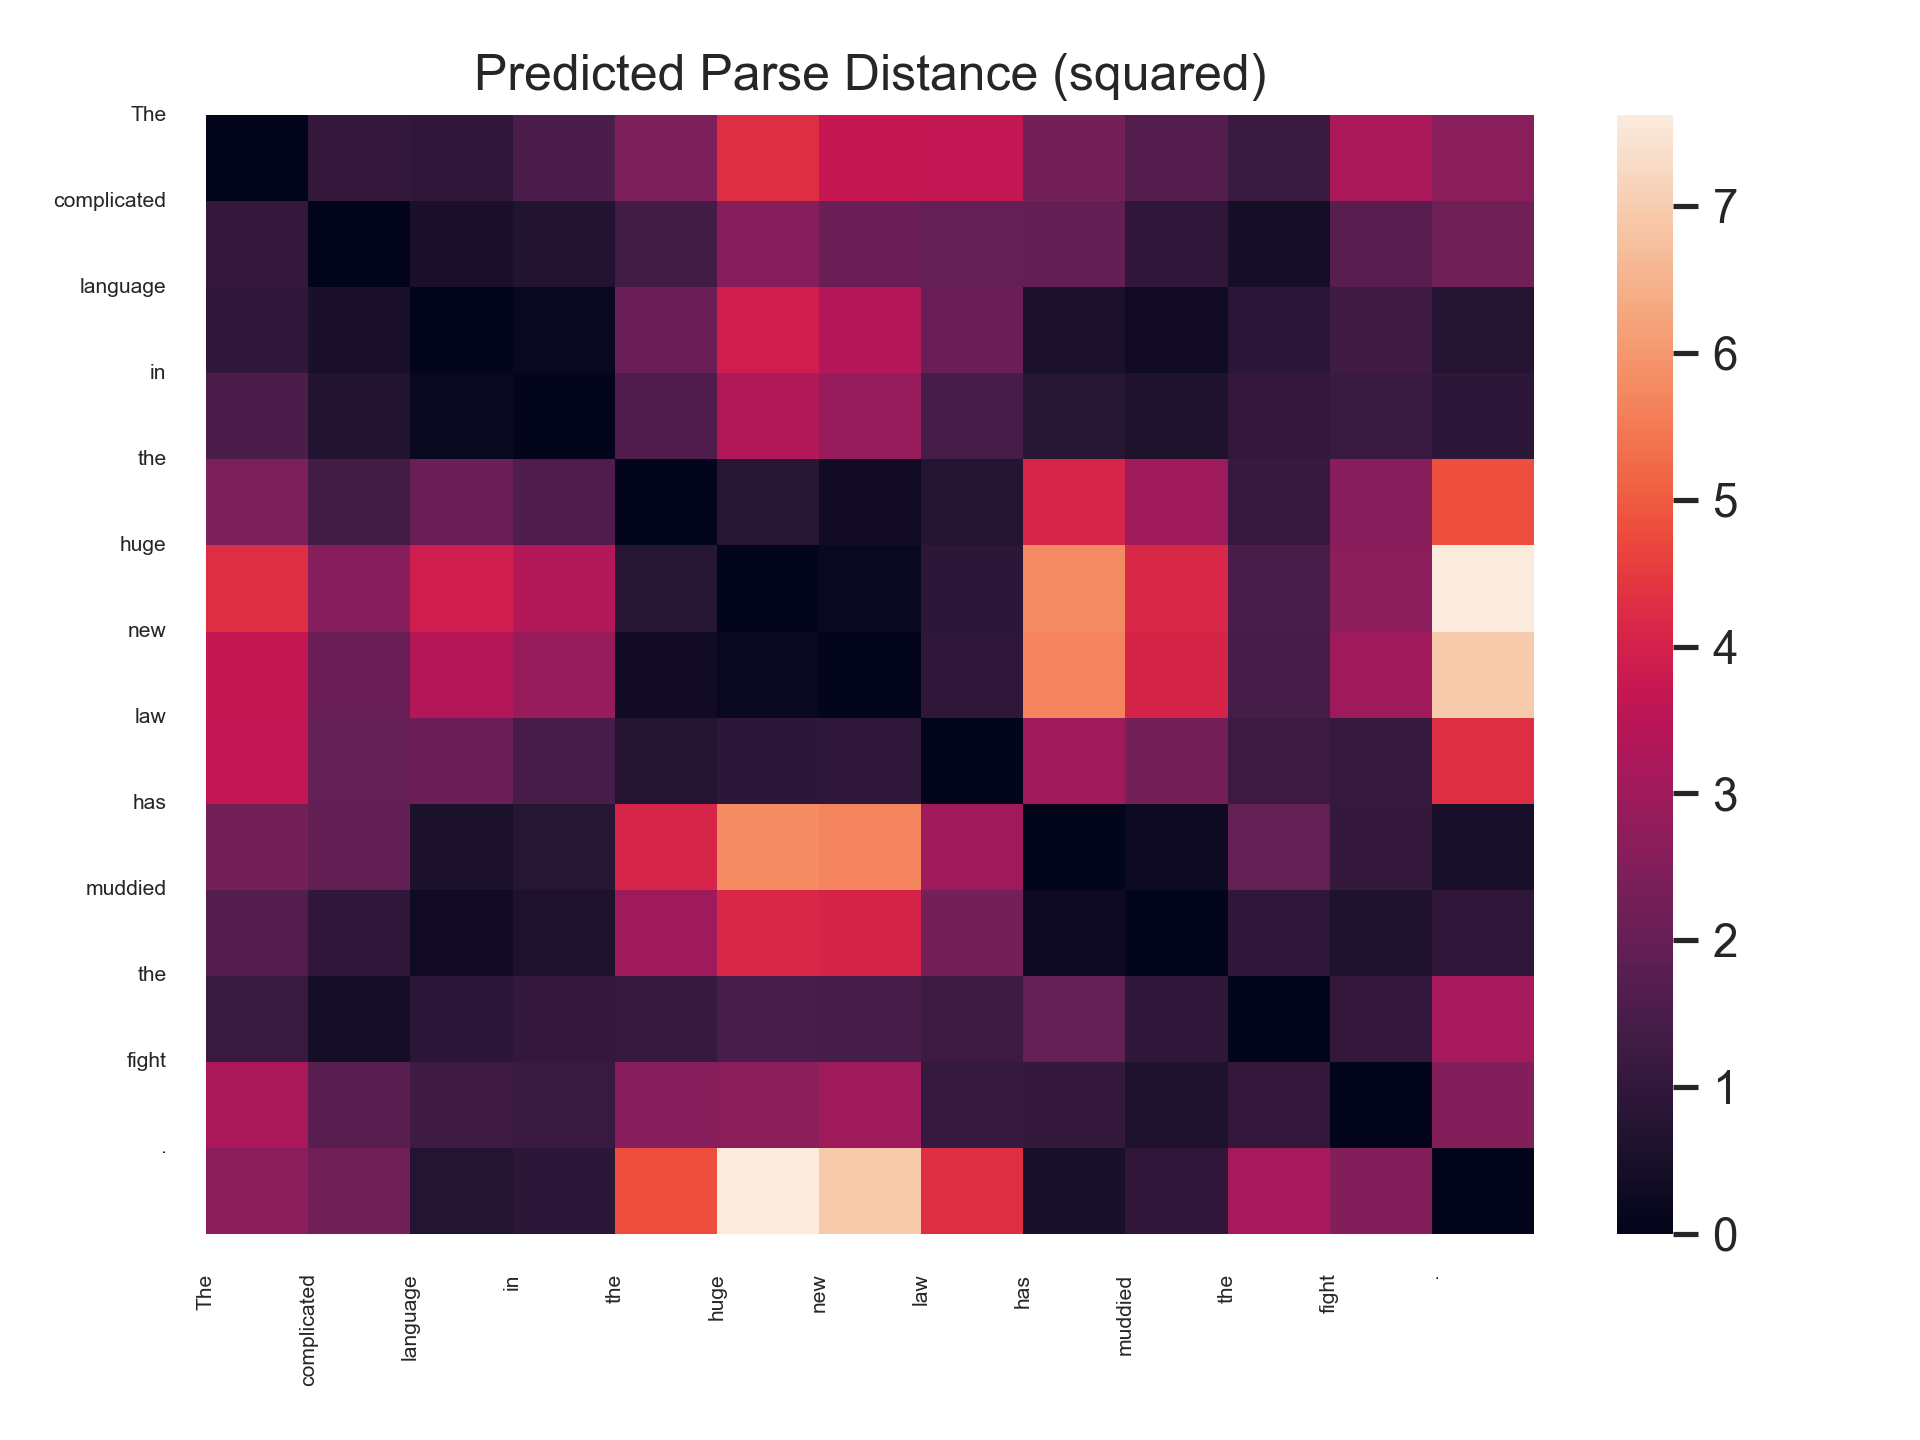 Predicted Parse Distance (squared)
The
complicated
language
in
the
huge
new
law
has
muddied
the
fight
.
7
6
5
4
3
2
1
0
The
complicated
language
in
the
huge
new
law
has
muddied
the
fight
.